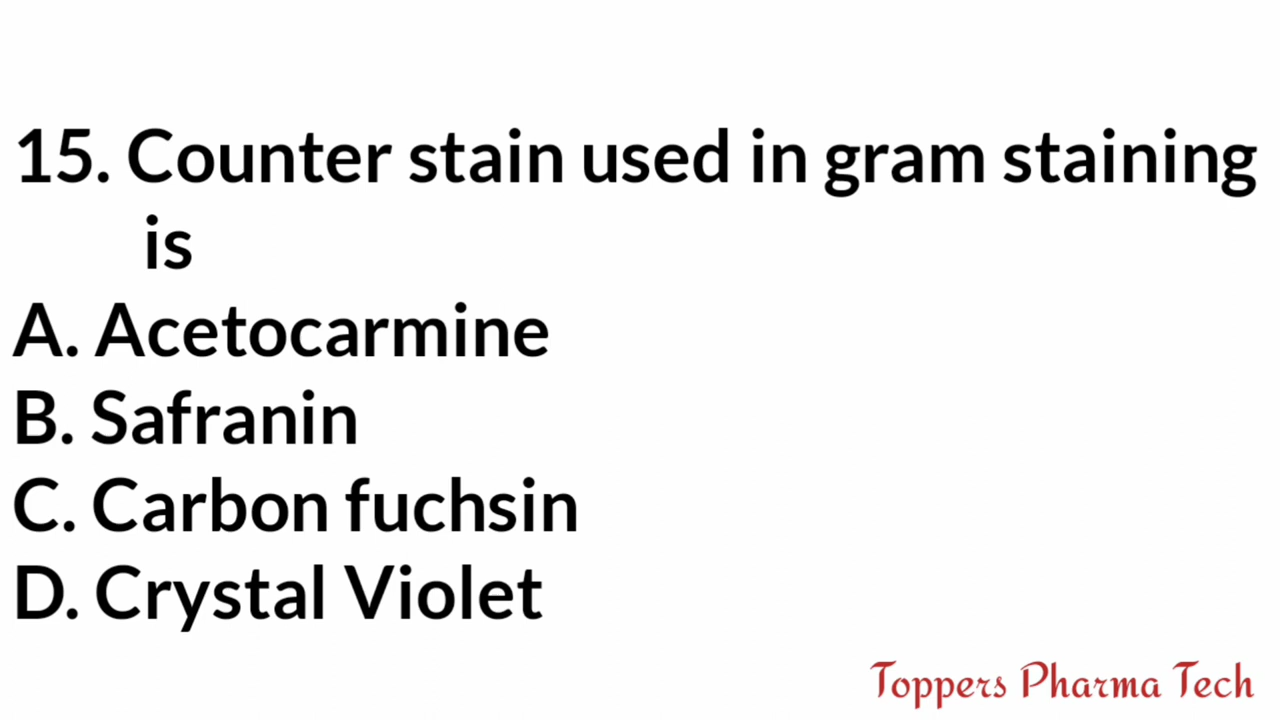 15. Counter stain used in gram staining
is
A. Acetocarmine
B. Safranin
C. Carbon fuchsin
D. Crystal Violet
Toppers Pharma Tech